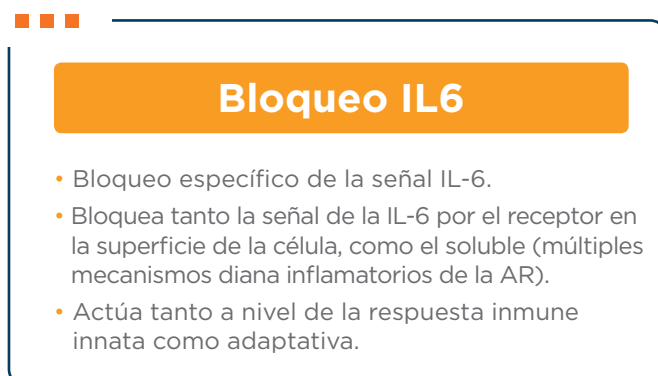 Bloqueo IL6
• Bloqueo específico de la señal IL-6.
• Bloquea tanto la señal de la IL-6 por el receptor en
la superficie de la célula, como el soluble (múltiples
mecanismos diana inflamatorios de la AR).
• Actúa tanto a nivel de la respuesta inmune
innata como adaptativa.